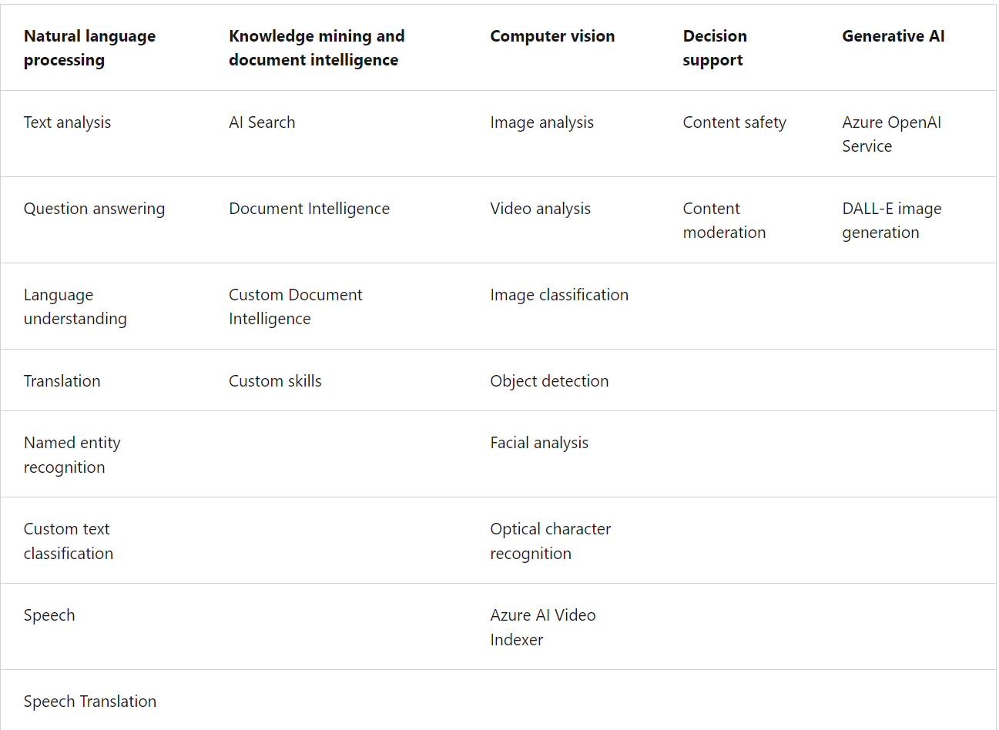 Natural language
processing
Knowledge mining and
document intelligence
Computer vision
Decision
support
Generative AI
Text analysis
AI Search
Image analysis
Content safety
Azure OpenAI
Service
Question answering
Document Intelligence
Video analysis
Content
moderation
DALL-E image
generation
Language
understanding
Custom Document
Intelligence
Image classification
Translation
Custom skills
Object detection
Named entity
recognition
Facial analysis
Custom text
classification
Optical character
recognition
Speech
Azure AI Video
Indexer
Speech Translation